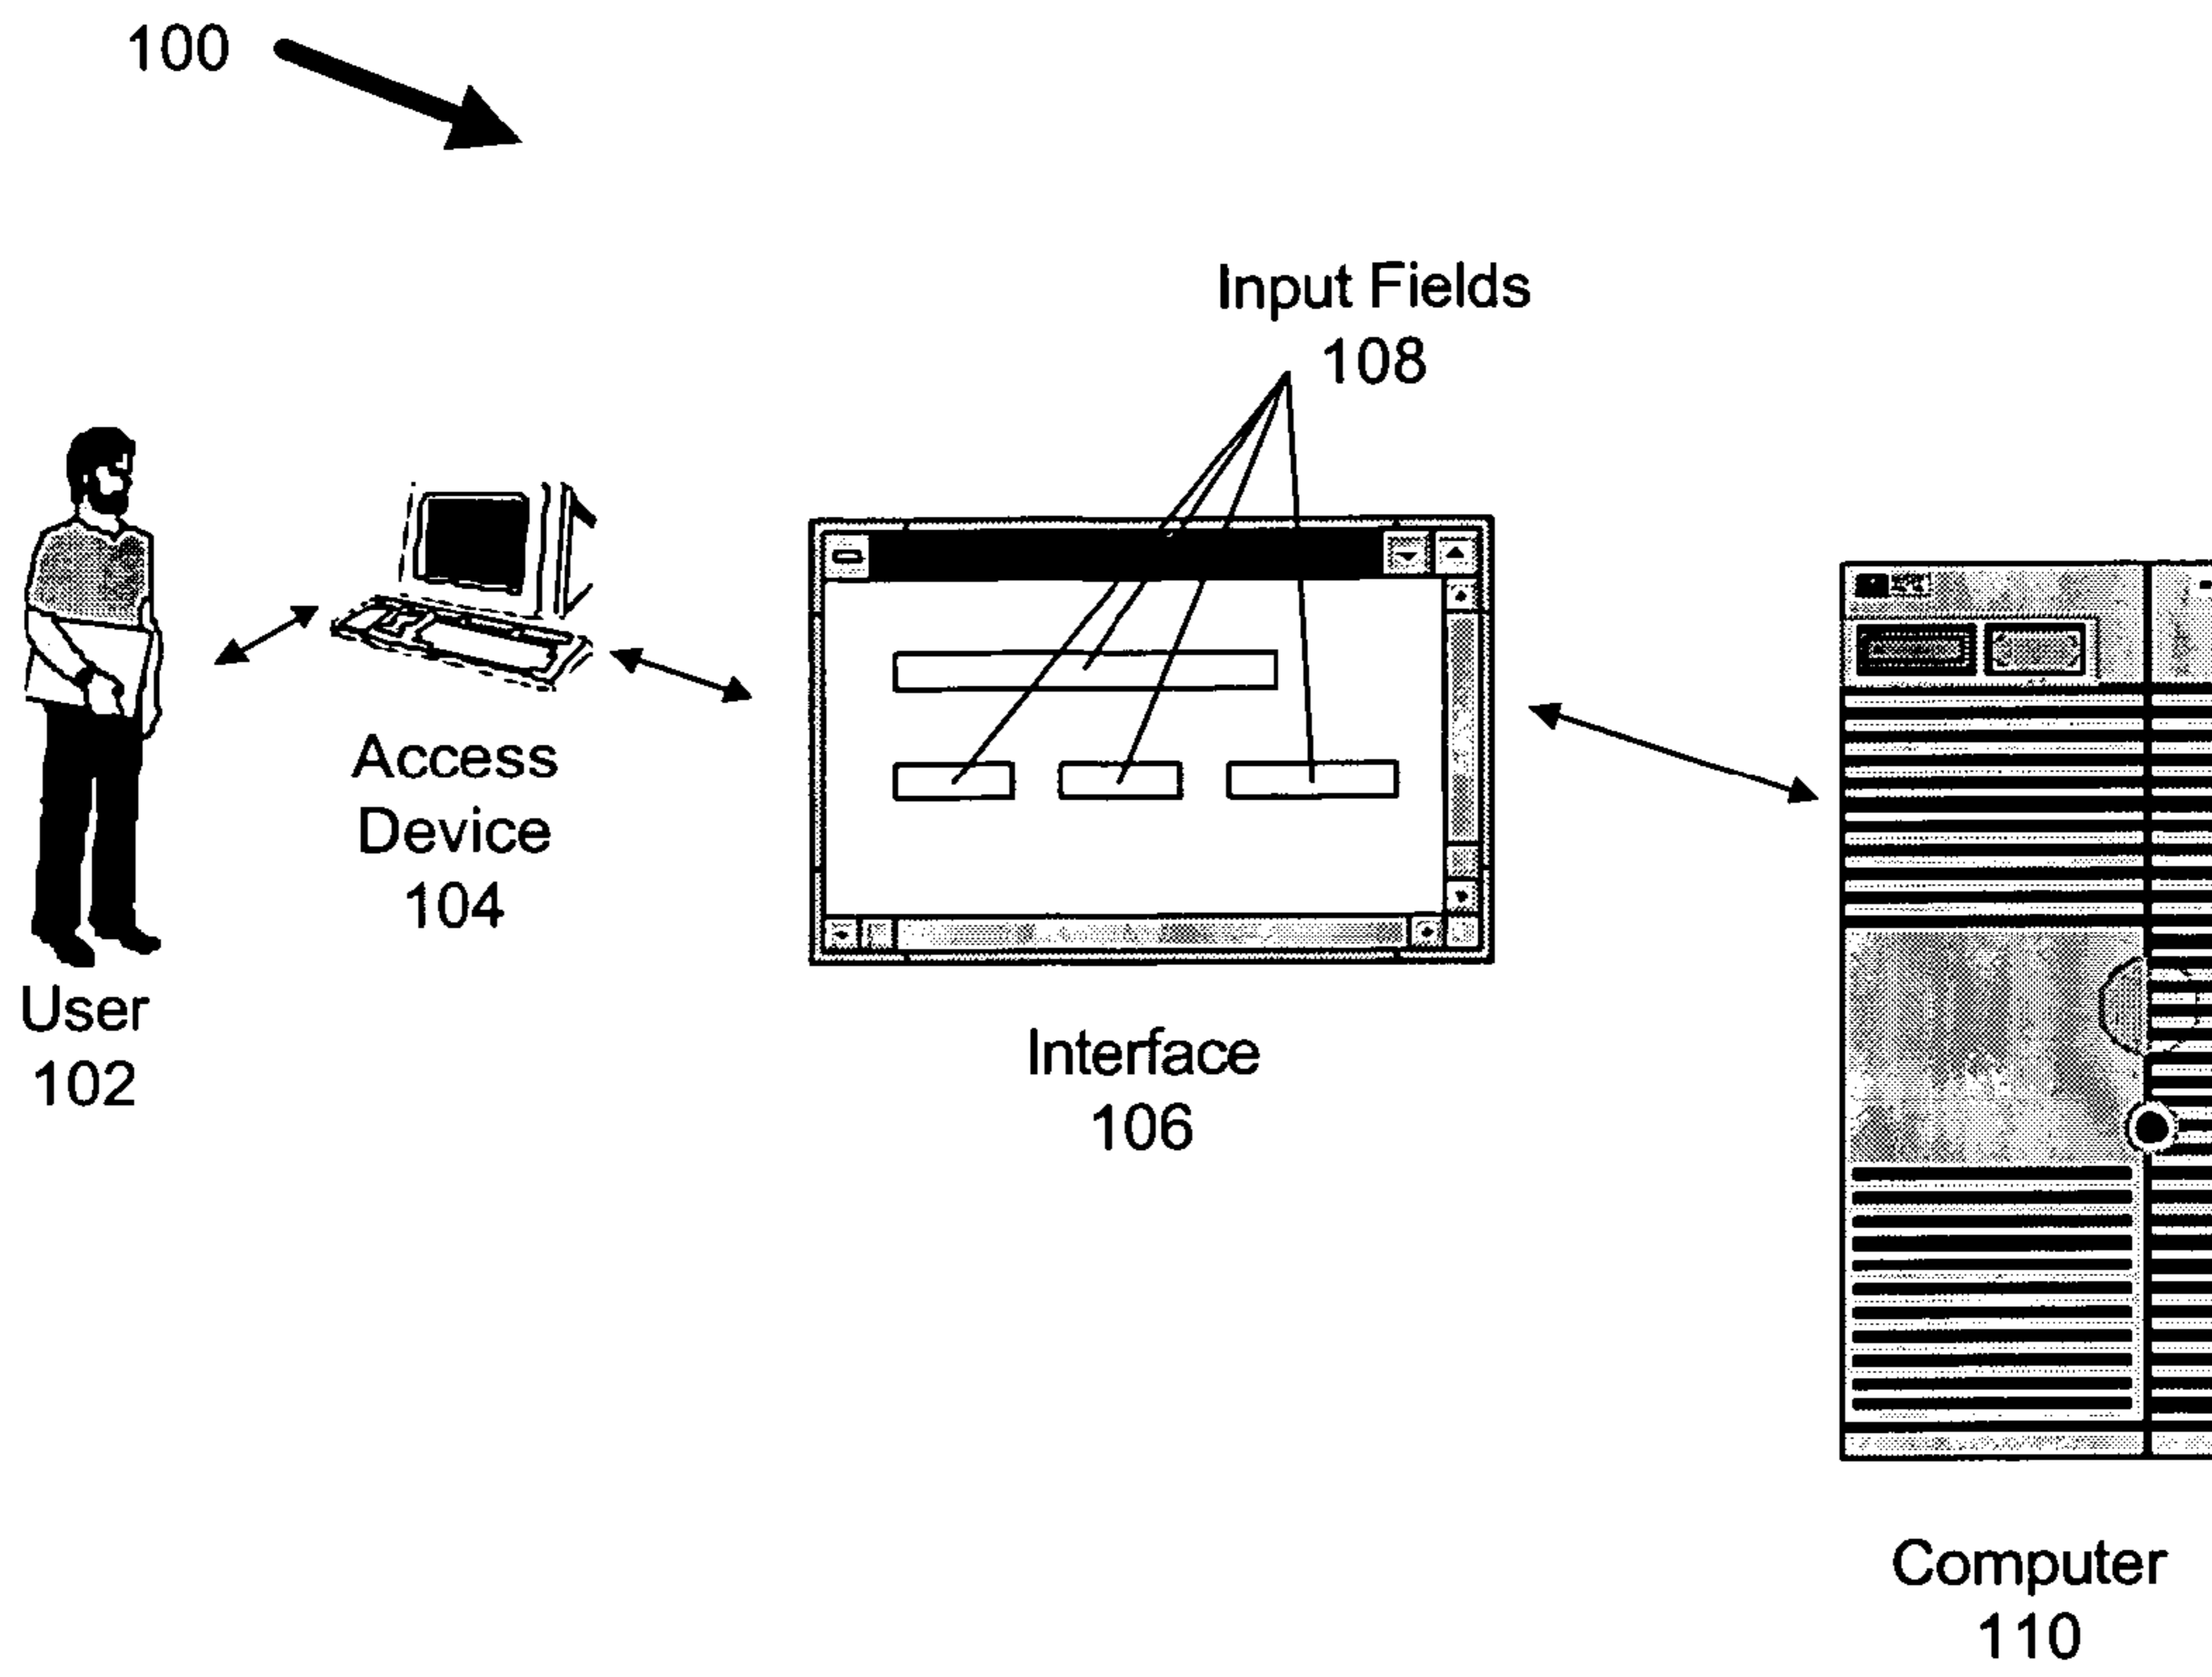 100
Input Fields
108
Access
Device
104
User
102
Interface
106
Computer
110